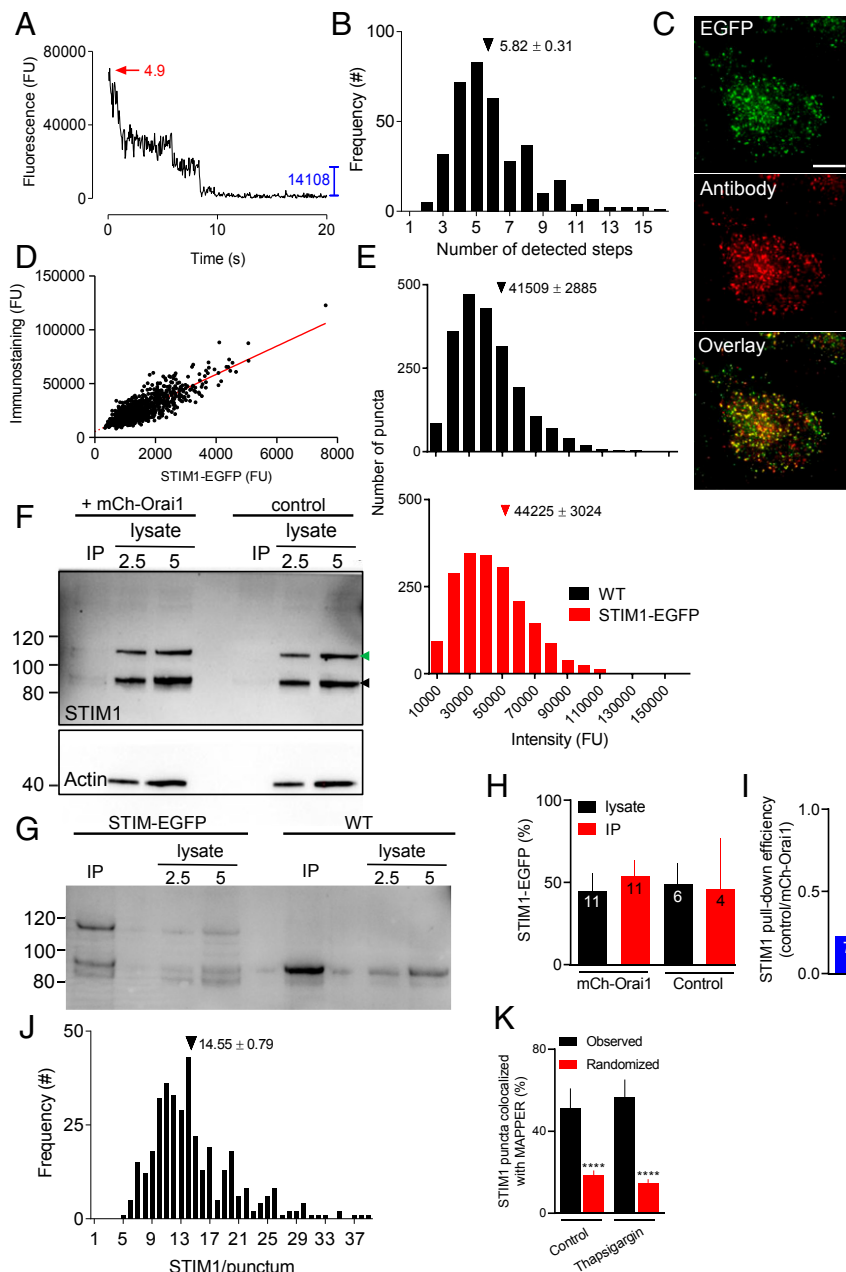 A
Fluorescence (FU)
80000
40000
0
4.9
14108
0
10
20
Time (s)
B
Frequency (#)
100
50
0
5.82 ± 0.31
1
3
5
7
9
11
13
15
Number of detected steps
C
EGFP
Antibody
Overlay
D
Immunostaining (FU)
150000
100000
50000
0
0
2000
4000
6000
8000
STIM1-EGFP (FU)
E
Number of puncta
500
250
0
41509 ± 2885
500
250
0
44225 ± 3024
WT
STIM1-EGFP
10000
30000
50000
70000
90000
110000
130000
150000
Intensity (FU)
F
+ mCh-Orai1
control
lysate
lysate
IP
2.5
5
IP
2.5
5
120
100
80
STIM1
40
Actin
G
STIM-EGFP
WT
lysate
lysate
IP
2.5
5
IP
2.5
5
120
100
80
H
STIM1-EGFP (%)
100
50
0
lysate
IP
11
11
6
4
mCh-Orai1
Control
I
STIM1 pull-down efficiency
(control/mCh-Orai1)
1.0
0.5
0.0
J
Frequency (#)
50
25
0
14.55 ± 0.79
1
5
9
13
17
21
25
29
33
37
STIM1/punctum
K
STIM1 puncta colocalized
with MAPPER (%)
80
40
0
Observed
Randomized
****
****
Control
Thapsigargin